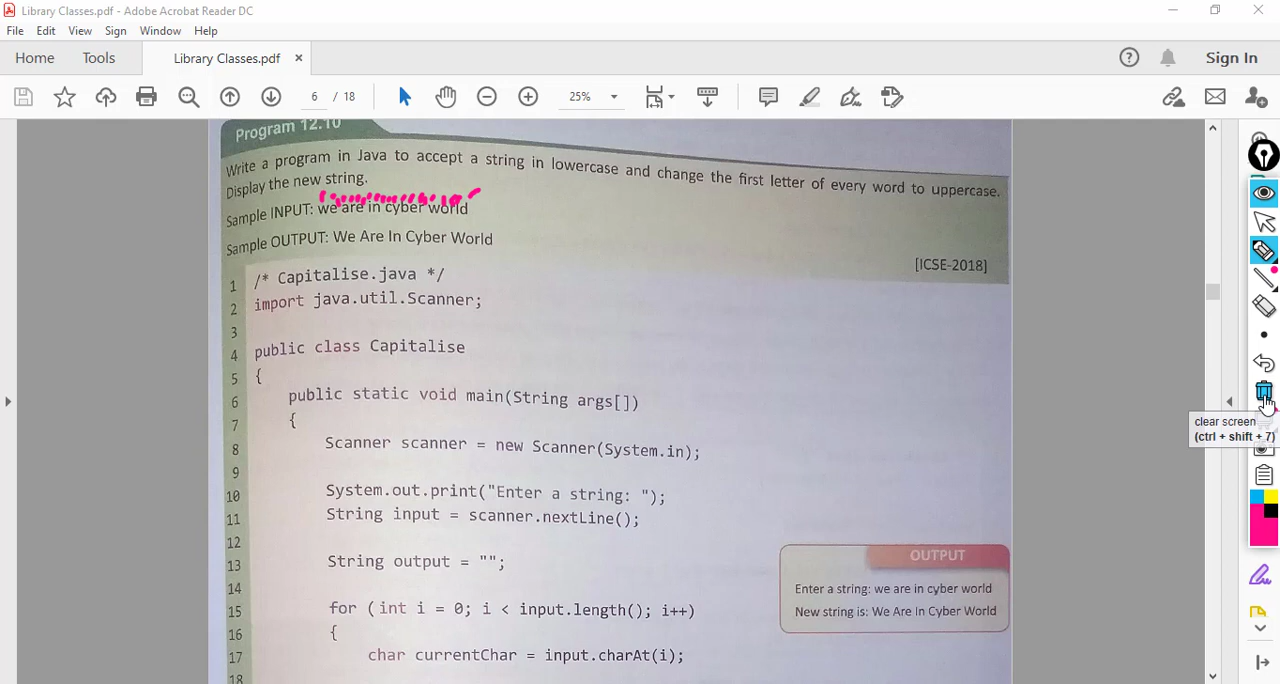 Library Classes.pdf - Adobe Acrobat Reader DC
File Edit View Sign Window Help
Home Tools Library Classes.pdf × Sign In
6 / 18 25%
Program 12.10
Write a program in Java to accept a string in lowercase and change the first letter of every word to uppercase.
Display the new string.
Sample INPUT: we are in cyber world
Sample OUTPUT: We Are In Cyber World
[ICSE-2018]
1 /* Capitalise.java */
2 import java.util.Scanner;
3
4 public class Capitalise
5 {
6 public static void main(String args[])
7 {
8 Scanner scanner = new Scanner(System.in);
9
10 System.out.print("Enter a string: ");
11 String input = scanner.nextLine();
12
13 String output = "";
14
15 for (int i = 0; i < input.length(); i++)
16 {
17 char currentChar = input.charAt(i);
18
OUTPUT
Enter a string: we are in cyber world
New string is: We Are In Cyber World
clear screen
(ctrl + shift + 7)